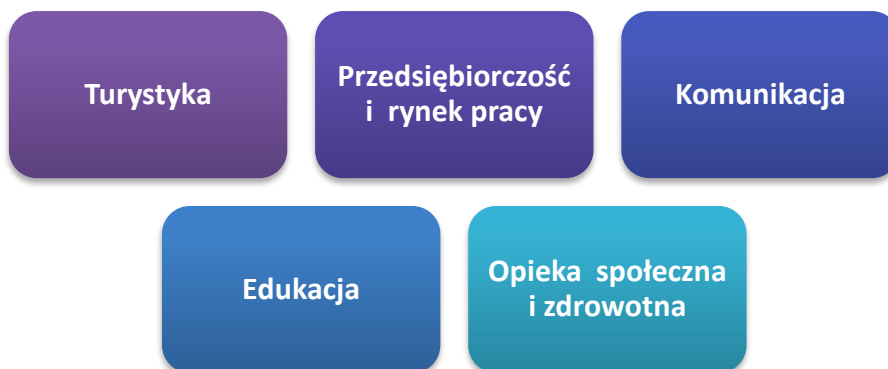 Turystyka
Przedsiębiorczość
i rynek pracy
Komunikacja
Edukacja
Opieka społeczna
i zdrowotna